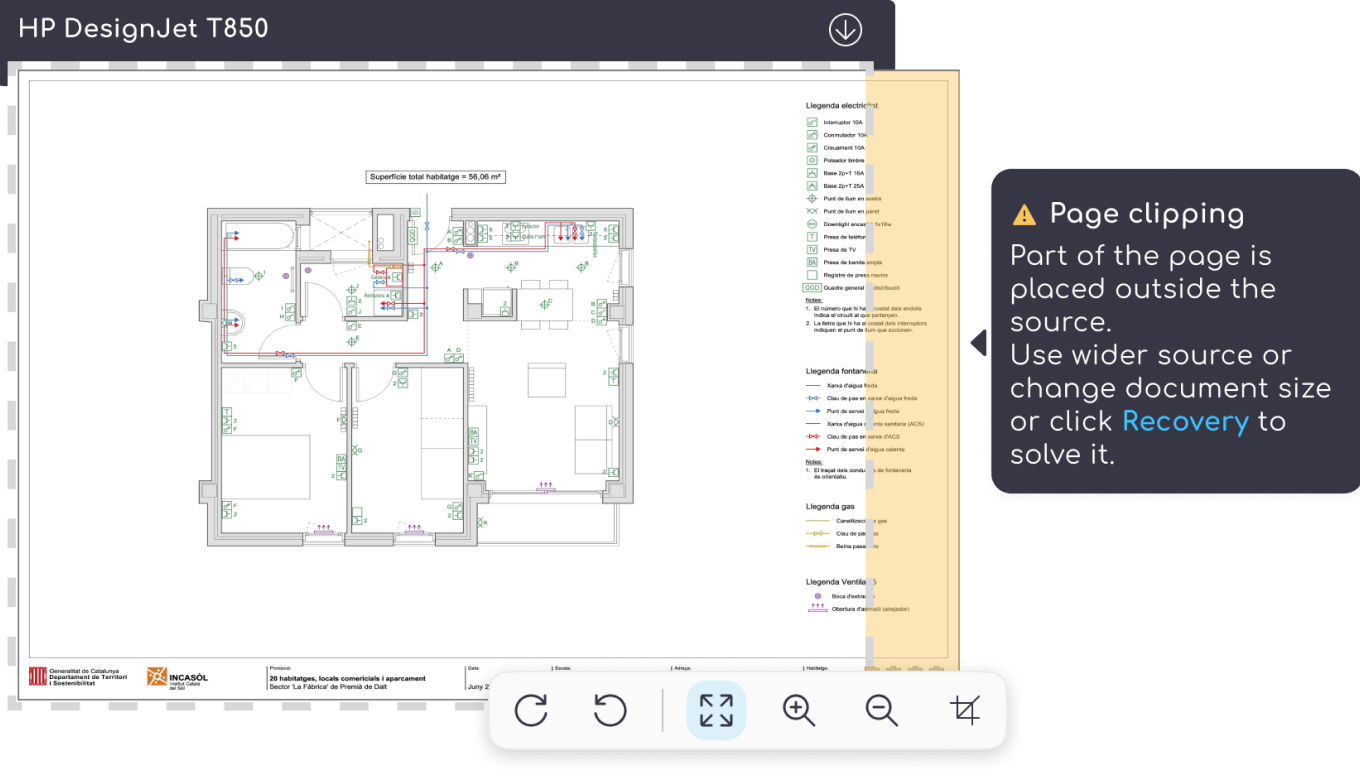 HP DesignJet T850
Superfície total habitatge = 56,06 m²
Llegenda electricitat
Interruptor 10A
Conmutador 10A
Creuament 10A
Polsador timbre
Base 2p+T 16A
Base 2p+T 25A
Punt de llum en sostre
Punt de llum en paret
Downlight encastat 1x18w
T Presa de telèfon
TV Presa de TV
BA Presa de banda ampla
Registre de presa neutre
QGD Quadre general distribució
Notes:
1. El número que hi ha costat dels endolls
indica el circuit al que pertanyen.
2. La lletra que hi ha al costat dels interruptors
indiquen el punt de llum que accionen.
Llegenda fontaneria
Xarxa d'aigua freda
Clau de pas en xarxa d'aigua freda
Punt de servei aigua freda
Xarxa d'aigua calenta sanitaria (ACS)
Clau de pas en xarxa d'ACS
Punt de servei d'aigua calenta
Notes:
1. El traçat dels conductes de fontaneria
és orientatiu.
Llegenda gas
Canalització gas
Clau de pas
Beina
Llegenda Ventilació
Boca d'extracció
Obertura d'admisió (airejador)
Generalitat de Catalunya
Departament de Territori
i Sostenibilitat
INCASÒL
Institut Català
del Sòl
Promoció:
20 habitatges, locals comericials i aparcament
Sector 'La Fàbrica' de Premià de Dalt
Data:
Juny 2
Escala:
Adreça:
Habitatge:
Page clipping
Part of the page is
placed outside the
source.
Use wider source or
change document size
or click Recovery to
solve it.